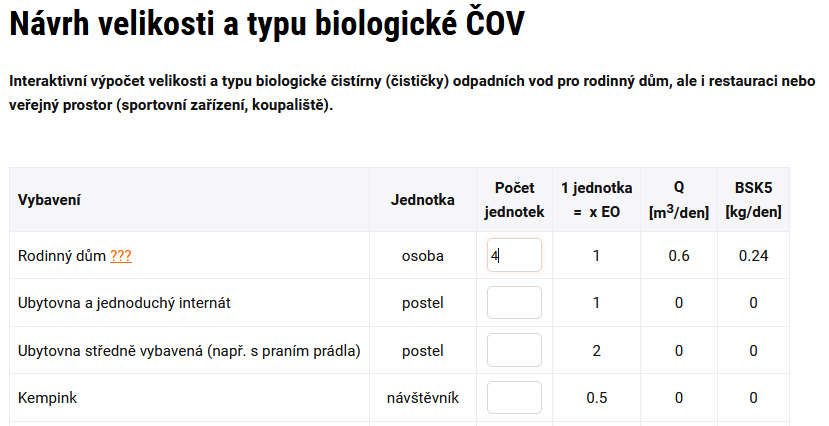 Návrh velikosti a typu biologické ČOV
Interaktivní výpočet velikosti a typu biologické čistírny (čističky) odpadních vod pro rodinný dům, ale i restauraci nebo
veřejný prostor (sportovní zařízení, koupaliště).
Vybavení Jednotka Počet jednotek 1 jednotka = x EO Q [m3/den] BSK5 [kg/den]
Rodinný dům ??? osoba 4 1 0.6 0.24
Ubytovna a jednoduchý internát postel 1 0 0
Ubytovna středně vybavená (např. s praním prádla) postel 2 0 0
Kempink návštěvník 0.5 0 0